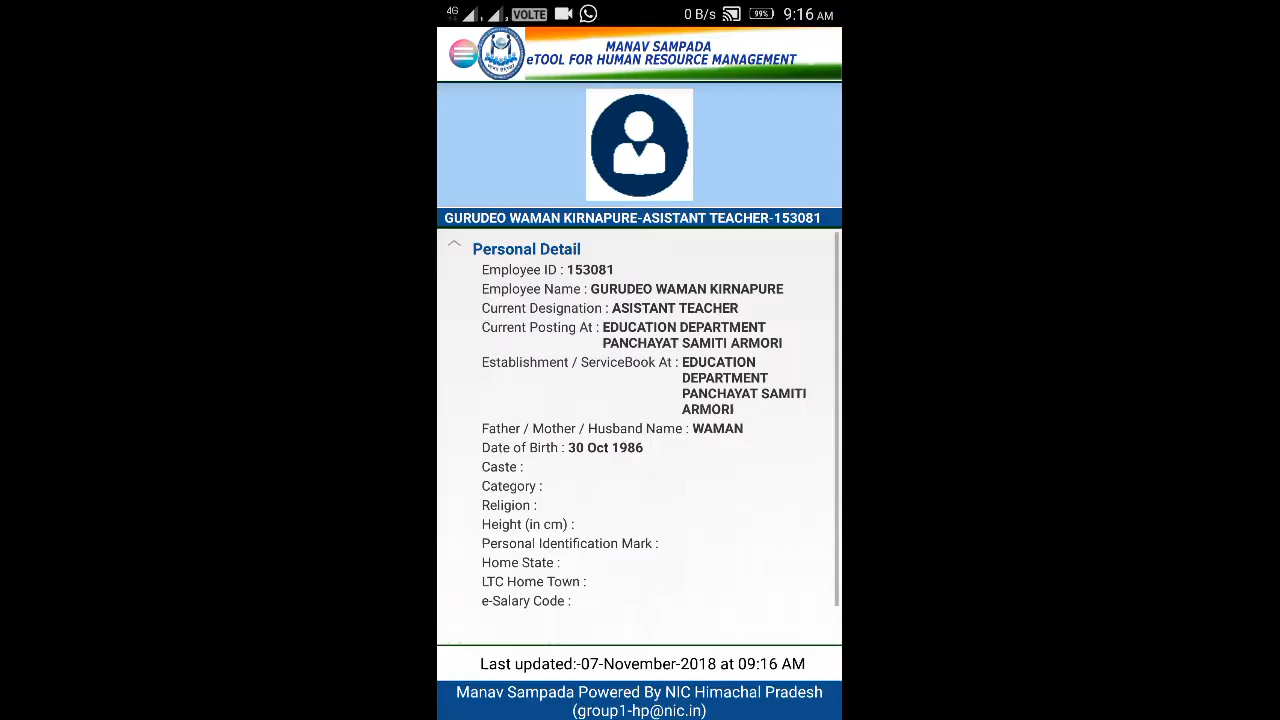 4G 1 2 VOLTE 0 B/s 99% 9:16 AM
MANAV SAMPADA
eTOOL FOR HUMAN RESOURCE MANAGEMENT
GURUDEO WAMAN KIRNAPURE-ASISTANT TEACHER-153081
Personal Detail
Employee ID : 153081
Employee Name : GURUDEO WAMAN KIRNAPURE
Current Designation : ASISTANT TEACHER
Current Posting At : EDUCATION DEPARTMENT
PANCHAYAT SAMITI ARMORI
Establishment / ServiceBook At : EDUCATION
DEPARTMENT
PANCHAYAT SAMITI
ARMORI
Father / Mother / Husband Name : WAMAN
Date of Birth : 30 Oct 1986
Caste :
Category :
Religion :
Height (in cm) :
Personal Identification Mark :
Home State :
LTC Home Town :
e-Salary Code :
Last updated:-07-November-2018 at 09:16 AM
Manav Sampada Powered By NIC Himachal Pradesh
(group1-hp@nic.in)